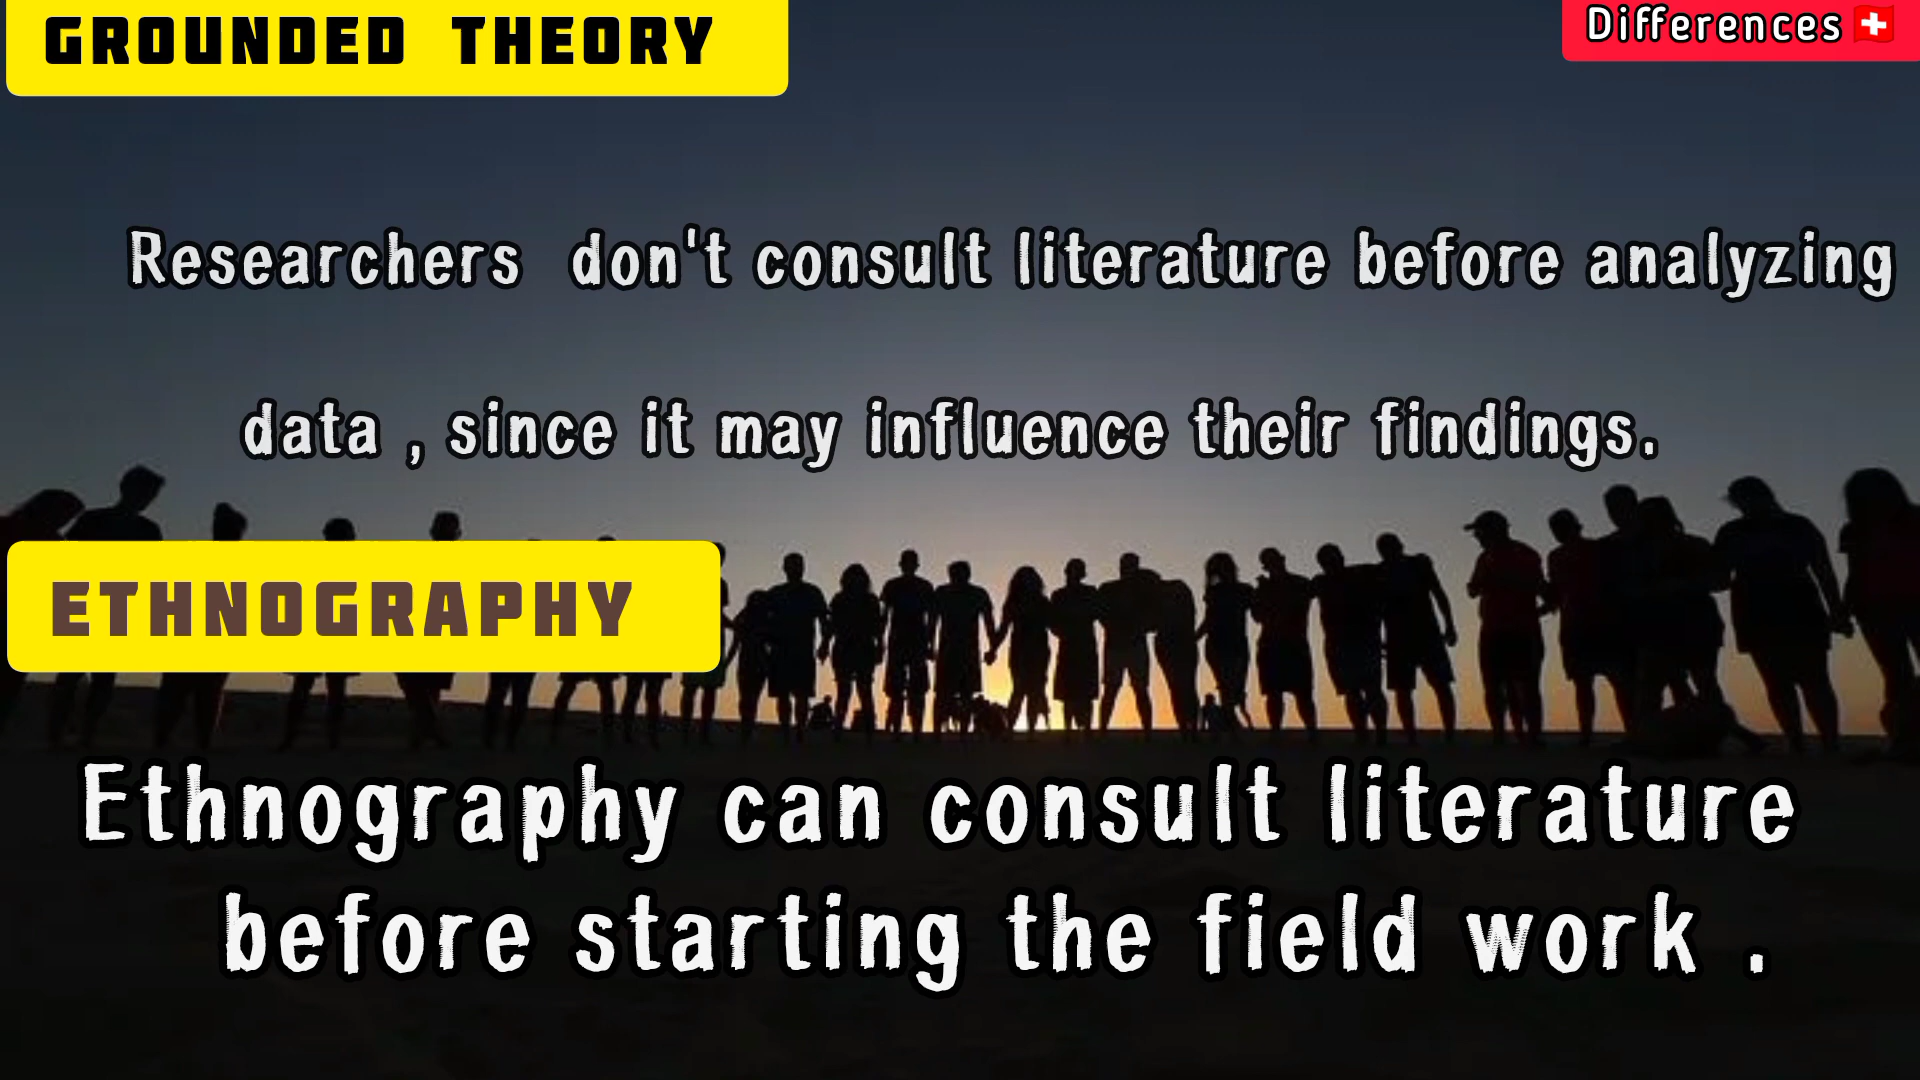 GROUNDED THEORY
Differences 🇨🇭
Researchers don't consult literature before analyzing
data , since it may influence their findings.
ETHNOGRAPHY
Ethnography can consult literature
before starting the field work .